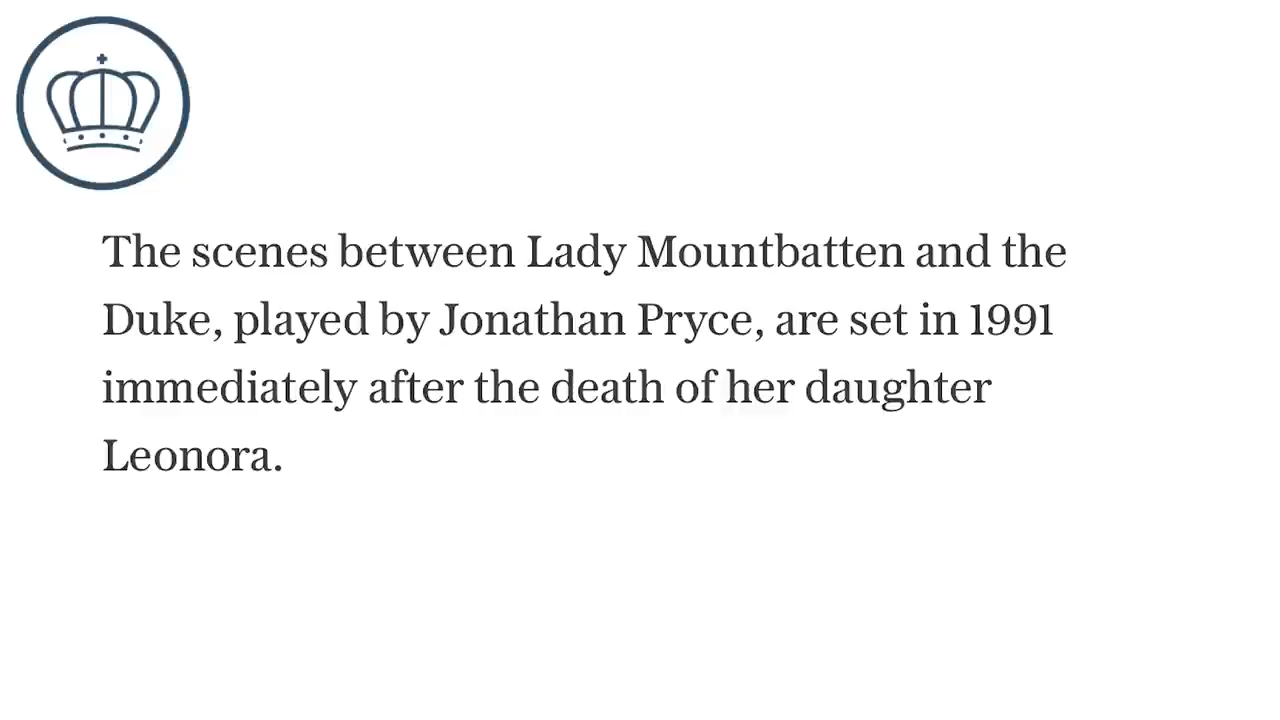 The scenes between Lady Mountbatten and the
Duke, played by Jonathan Pryce, are set in 1991
immediately after the death of her daughter
Leonora.